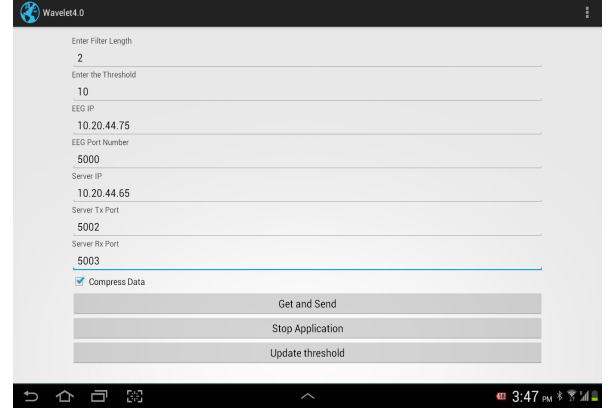 Wavelet4.0
Enter Filter Length
2
Enter the Threshold
10
EEG IP
10.20.44.75
EEG Port Number
5000
Server IP
10.20.44.65
Server Tx Port
5002
Server Rx Port
5003
Compress Data
Get and Send
Stop Application
Update threshold
3:47 PM